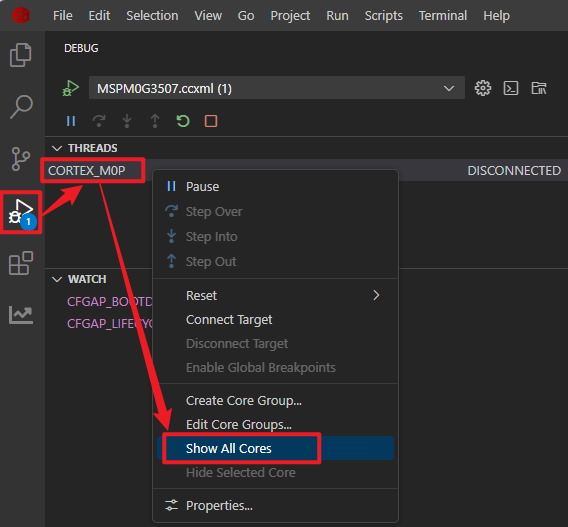 File Edit Selection View Go Project Run Scripts Terminal Help
DEBUG
MSPM0G3507.ccxml (1)
THREADS
CORTEX_M0P DISCONNECTED
Pause
Step Over
Step Into
Step Out
WATCH
CFGAP_BOOTD
Reset
CFGAP_LIFECYC
Connect Target
Disconnect Target
Enable Global Breakpoints
Create Core Group...
Edit Core Groups...
Show All Cores
Hide Selected Core
Properties...
1